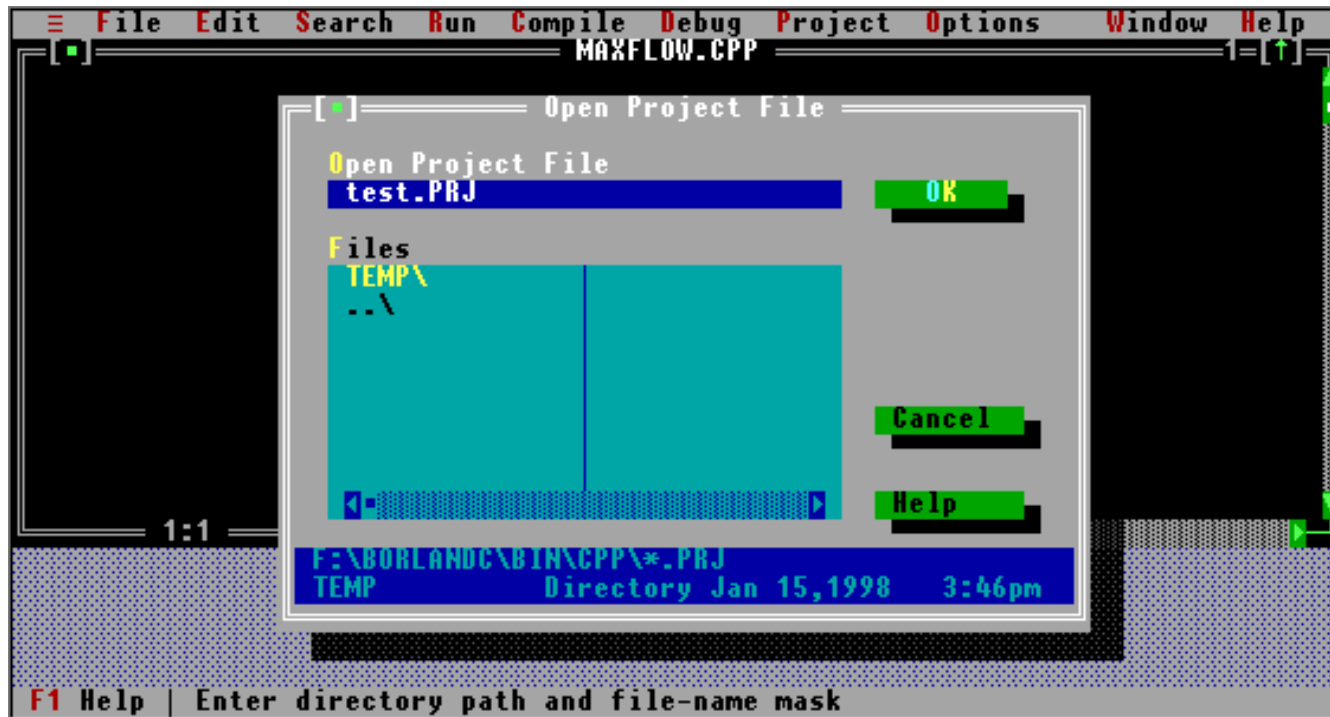 ≡ File Edit Search Run Compile Debug Project Options Window Help
[■] MAXFLOW.CPP 1=[↑]
[■] Open Project File
Open Project File
test.PRJ
OK
Files
TEMP\
..\
Cancel
Help
1:1
F:\BORLANDC\BIN\CPP\*.PRJ
TEMP Directory Jan 15,1998 3:46pm
F1 Help | Enter directory path and file-name mask